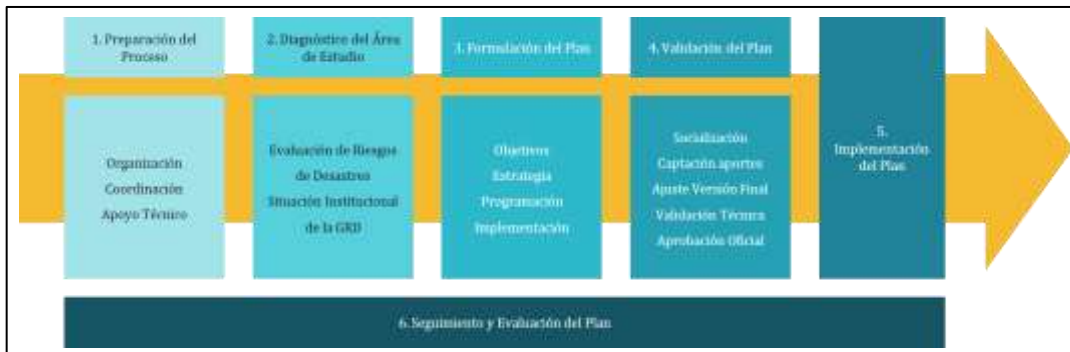 1. Preparación del
Proceso
2. Diagnóstico del Área
de Estudio
3. Formulación del Plan
4. Validación del Plan
Organización
Coordinación
Apoyo Técnico
Evaluación de Riesgos
de Desastres
Situación Institucional
de la GRD
Objetivos
Estrategia
Programación
Implementación
Socialización
Captación aportes
Ajuste Versión Final
Validación Técnica
Aprobación Oficial
5.
Implementación
del Plan
6. Seguimiento y Evaluación del Plan